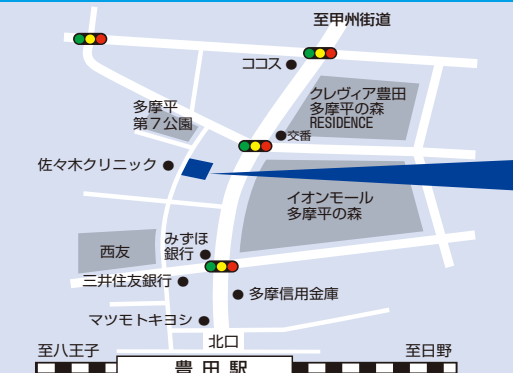 至甲州街道
ココス
クレヴィア豊田
多摩平の森
RESIDENCE
多摩平
第7公園
交番
佐々木クリニック
イオンモール
多摩平の森
みずほ
銀行
西友
三井住友銀行
多摩信用金庫
マツモトキヨシ
北口
至八王子
至日野
豊田駅